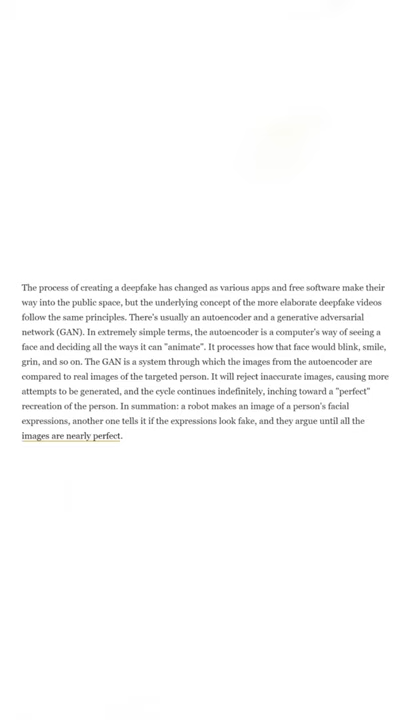 The process of creating a deepfake has changed as various apps and free software make their
way into the public space, but the underlying concept of the more elaborate deepfake videos
follow the same principles. There's usually an autoencoder and a generative adversarial
network (GAN). In extremely simple terms, the autoencoder is a computer's way of seeing a
face and deciding all the ways it can "animate". It processes how that face would blink, smile,
grin, and so on. The GAN is a system through which the images from the autoencoder are
compared to real images of the targeted person. It will reject inaccurate images, causing more
attempts to be generated, and the cycle continues indefinitely, inching toward a "perfect"
recreation of the person. In summation: a robot makes an image of a person's facial
expressions, another one tells it if the expressions look fake, and they argue until all the
images are nearly perfect.